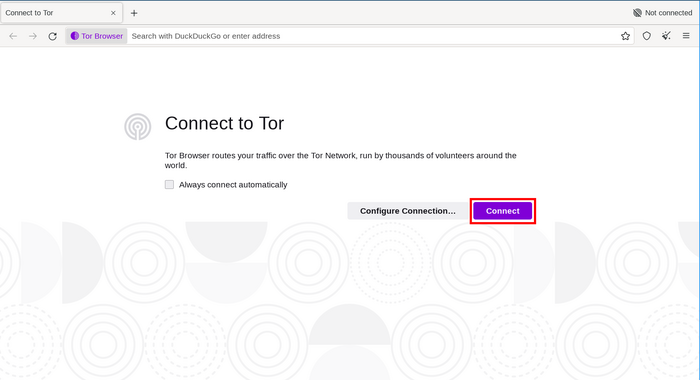 Connect to Tor
Not connected
Tor Browser
Search with DuckDuckGo or enter address
Connect to Tor
Tor Browser routes your traffic over the Tor Network, run by thousands of volunteers around the
world.
Always connect automatically
Configure Connection...
Connect